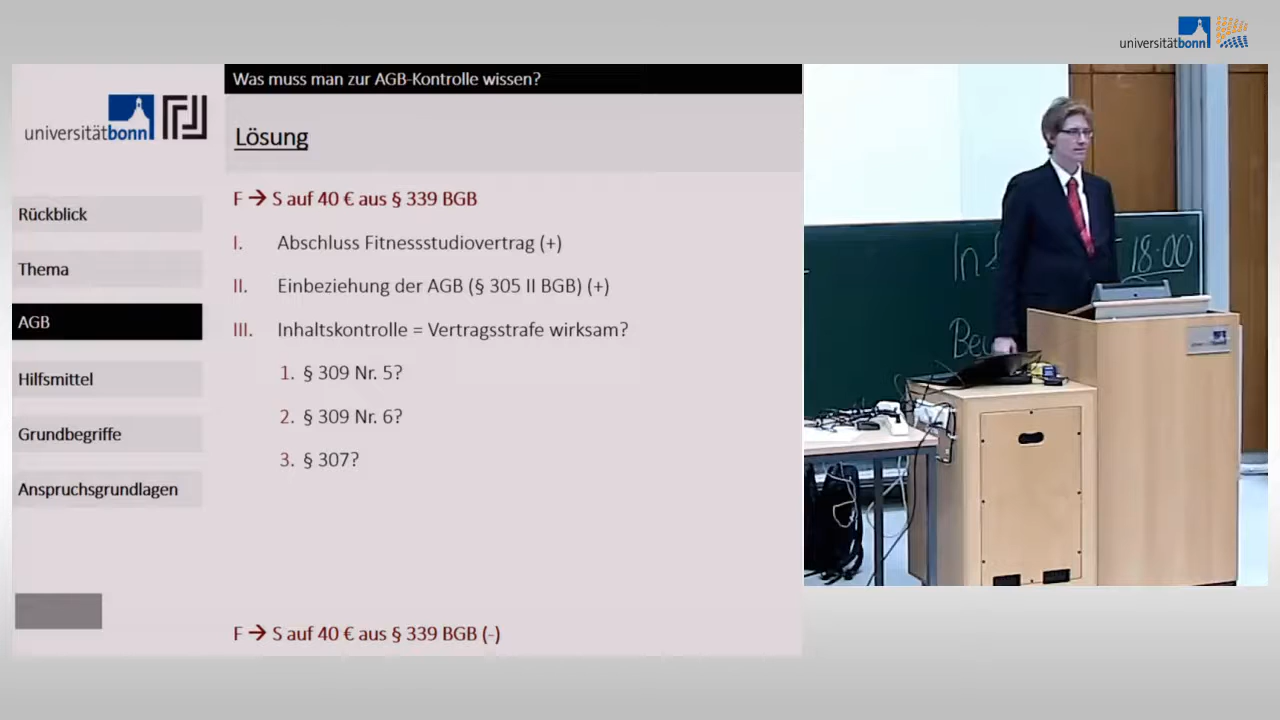 universitätbonn
Was muss man zur AGB-Kontrolle wissen?
universitätbonn
Lösung
Rückblick
Thema
AGB
Hilfsmittel
Grundbegriffe
Anspruchsgrundlagen
F → S auf 40 € aus § 339 BGB
I. Abschluss Fitnessstudiovertrag (+)
II. Einbeziehung der AGB (§ 305 II BGB) (+)
III. Inhaltskontrolle = Vertragsstrafe wirksam?
1. § 309 Nr. 5?
2. § 309 Nr. 6?
3. § 307?
F → S auf 40 € aus § 339 BGB (-)
18:00